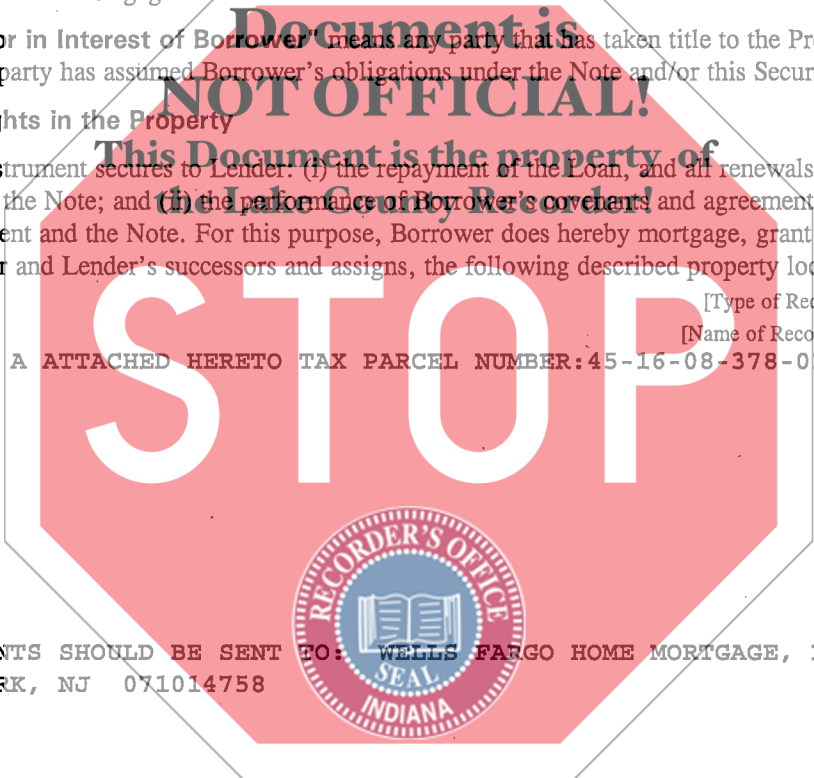 Document is
or in Interest of Borrower" means any party that has taken title to the Pro
party has assumed Borrower's obligations under the Note and/or this Secur
NOT OFFICIAL!
hts in the Property
This Document is the property of
trument secures to Lender: (i) the repayment of the Loan, and all renewals
the Lake County Recorder!
the Note; and (ii) the performance of Borrower's covenants and agreement
ent and the Note. For this purpose, Borrower does hereby mortgage, grant
r and Lender's successors and assigns, the following described property loc
[Type of Rec
[Name of Reco
A ATTACHED HERETO TAX PARCEL NUMBER:45-16-08-378-0
STOP
RECORDER'S OFFICE
SEAL
INDIANA
NTS SHOULD BE SENT TO: WELLS FARGO HOME MORTGAGE,
RK, NJ 071014758